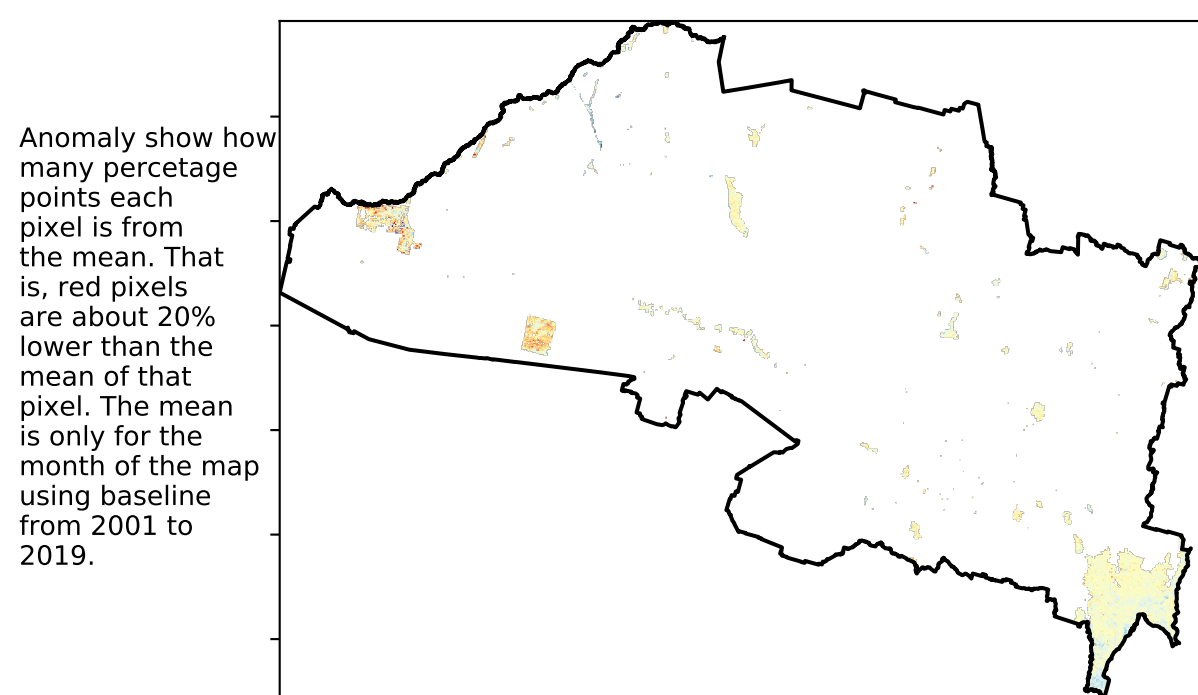 Anomaly show how
many percetage
points each
pixel is from
the mean. That
is, red pixels
are about 20%
lower than the
mean of that
pixel. The mean
is only for the
month of the map
using baseline
from 2001 to
2019.